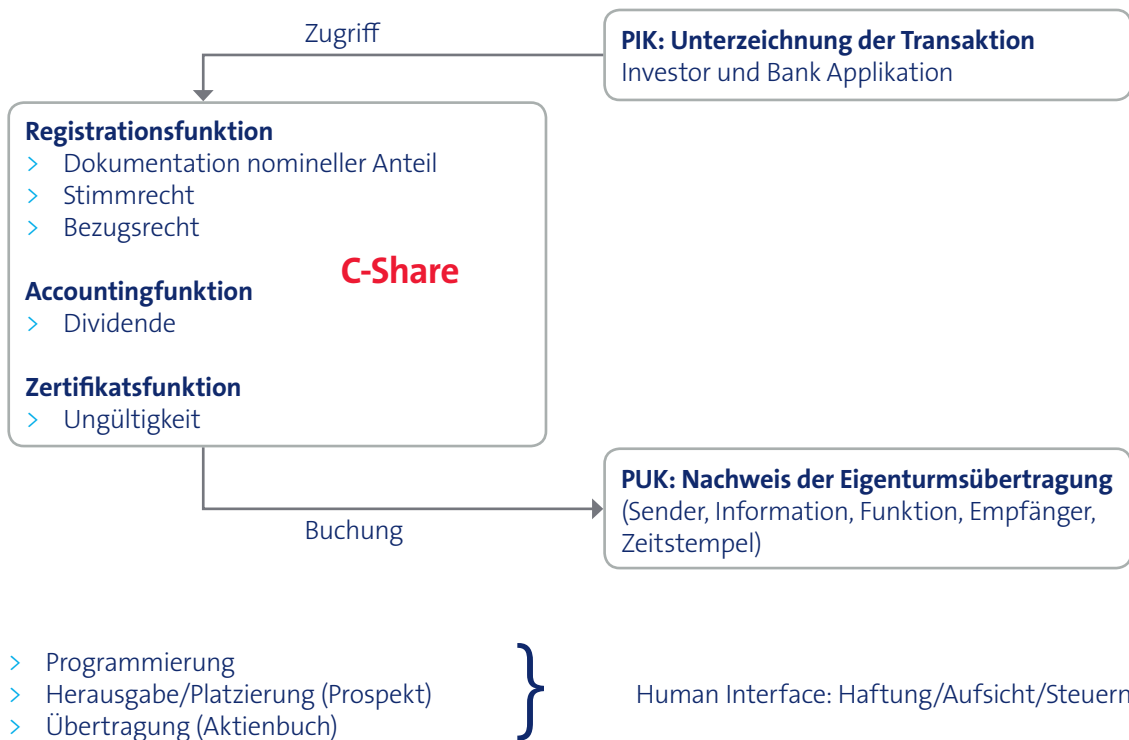 Zugriff
PIK: Unterzeichnung der Transaktion
Investor und Bank Applikation
Registrationsfunktion
> Dokumentation nomineller Anteil
> Stimmrecht
> Bezugsrecht
C-Share
Accountingfunktion
> Dividende
Zertifikatsfunktion
> Ungültigkeit
Buchung
PUK: Nachweis der Eigenturmsübertragung
(Sender, Information, Funktion, Empfänger,
Zeitstempel)
> Programmierung
> Herausgabe/Platzierung (Prospekt)
> Übertragung (Aktienbuch)
}
Human Interface: Haftung/Aufsicht/Steuern